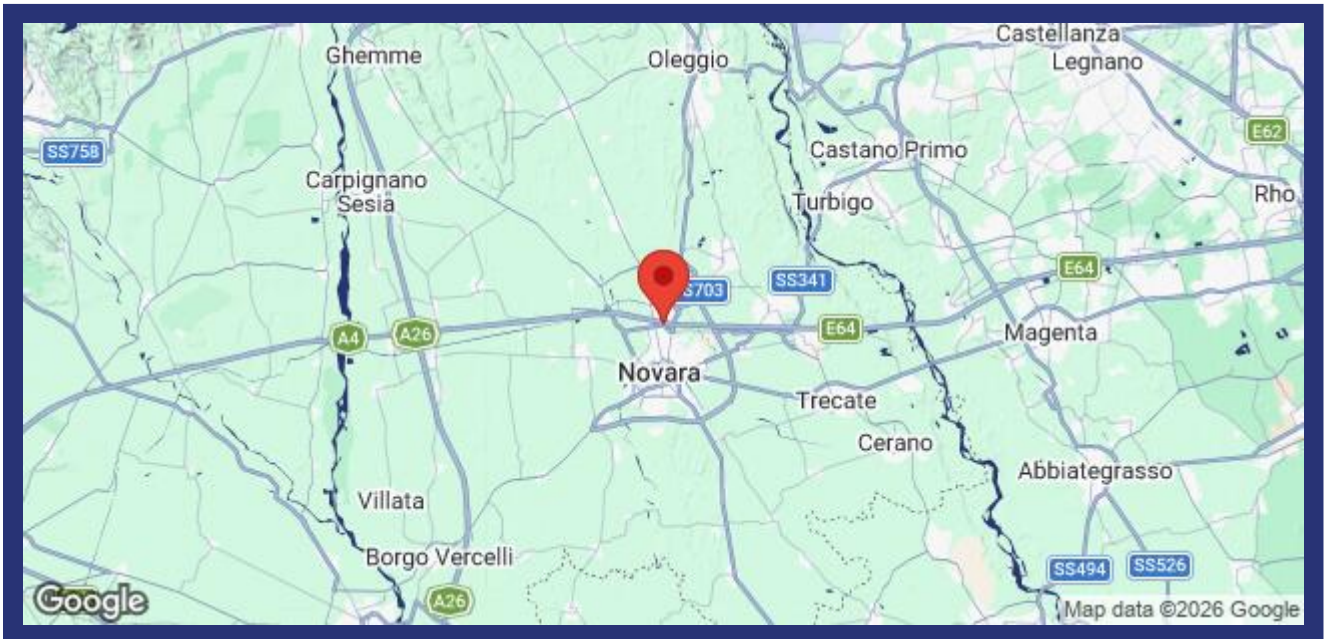 Castellanza
Ghemme
Oleggio
Legnano
E62
SS758
Castano Primo
Carpignano
Sesia
Rho
Turbigo
E64
SS341
A4
A26
E64
Magenta
Novara
Trecate
Cerano
Abbiategrasso
Villata
Borgo Vercelli
SS494
SS526
A26
Google
Map data ©2026 Google